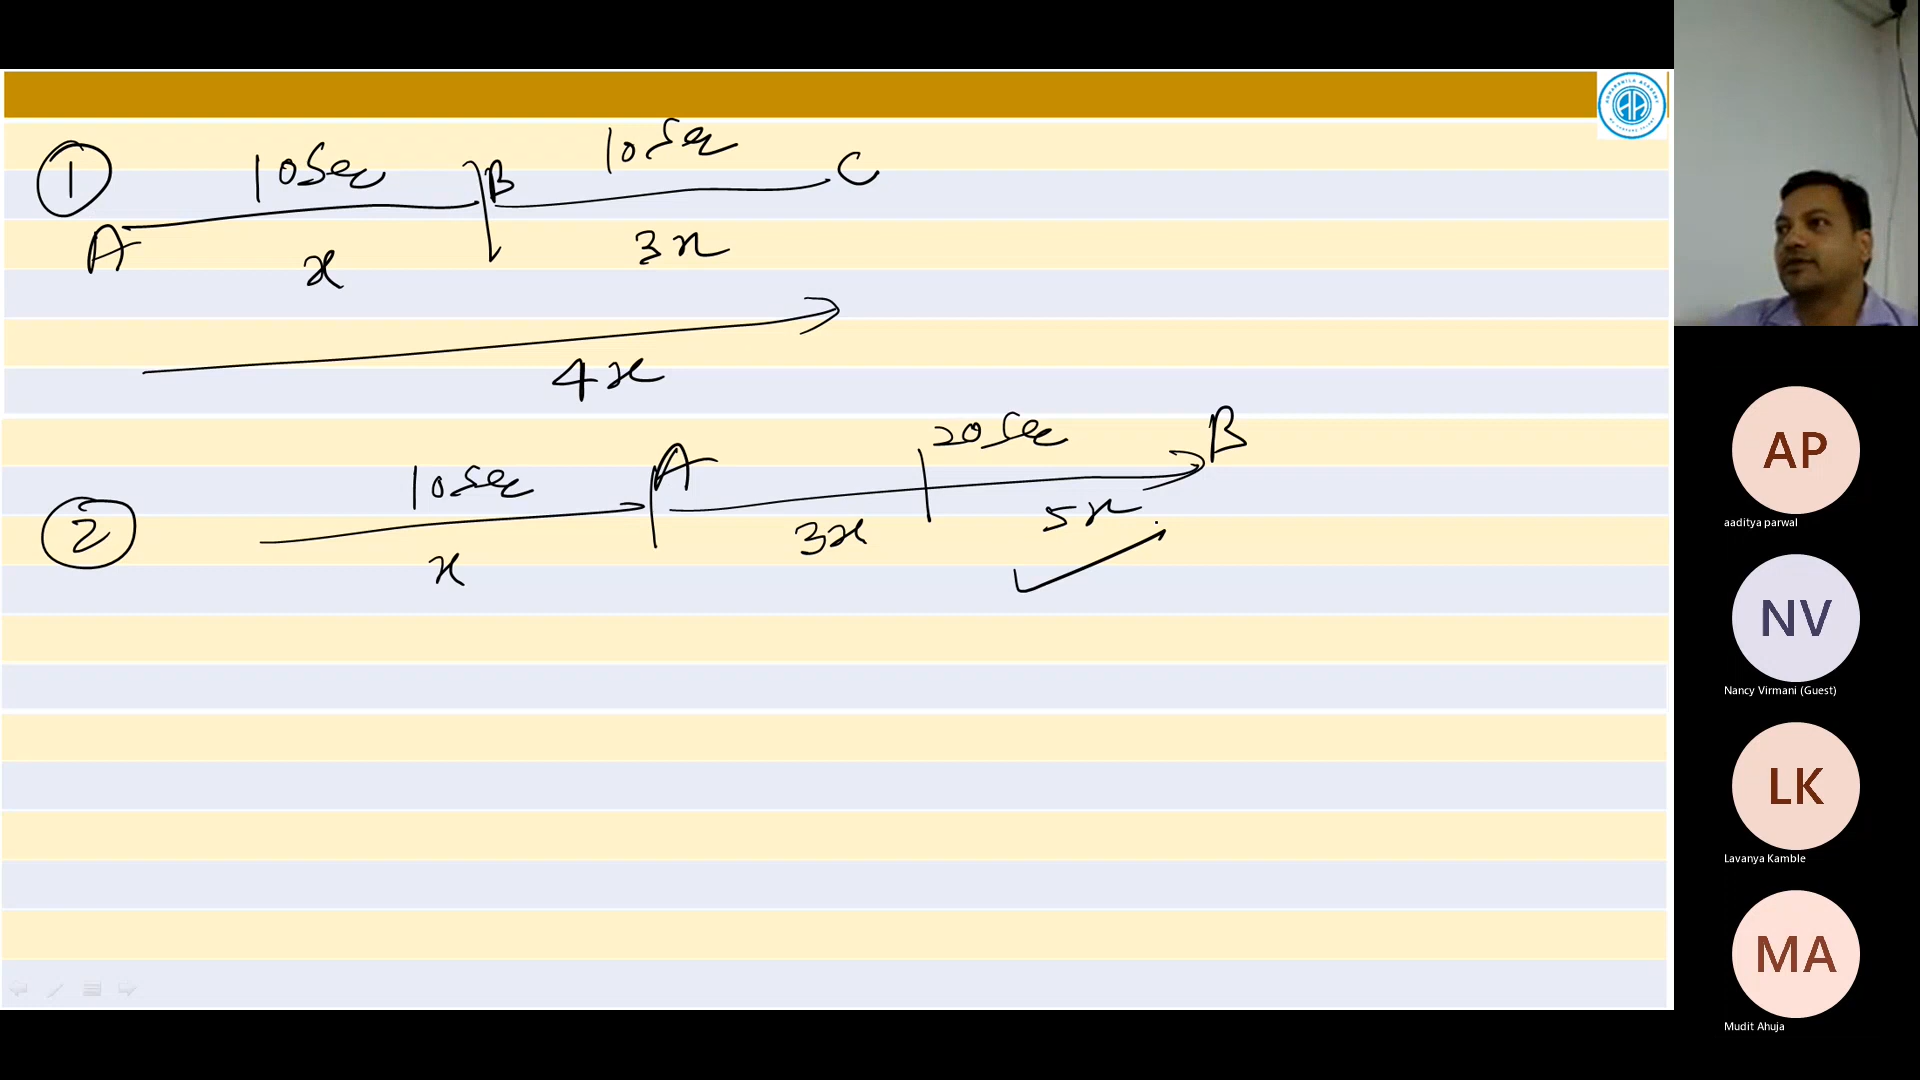 1
10 Sec
10 Sec
A
B
C
x
3x
4x
2
10 Sec
A
20 Sec
B
x
3x
5x
AP
aaditya parwal
NV
Nancy Virmani (Guest)
LK
Lavanya Kamble
MA
Mudit Ahuja